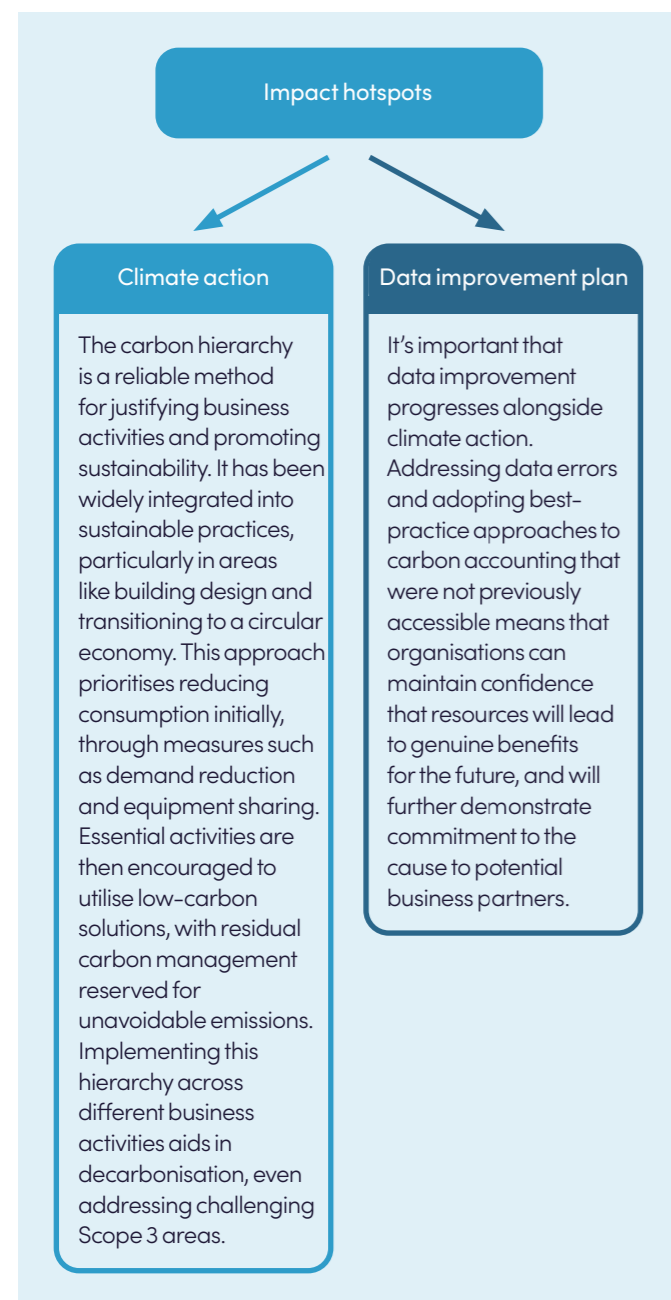 Impact hotspots
Climate action
The carbon hierarchy
is a reliable method
for justifying business
activities and promoting
sustainability. It has been
widely integrated into
sustainable practices,
particularly in areas
like building design and
transitioning to a circular
economy. This approach
prioritises reducing
consumption initially,
through measures such
as demand reduction
and equipment sharing.
Essential activities are
then encouraged to
utilise low-carbon
solutions, with residual
carbon management
reserved for
unavoidable emissions.
Implementing this
hierarchy across
different business
activities aids in
decarbonisation, even
addressing challenging
Scope 3 areas.
Data improvement plan
It’s important that
data improvement
progresses alongside
climate action.
Addressing data errors
and adopting best-
practice approaches to
carbon accounting that
were not previously
accessible means that
organisations can
maintain confidence
that resources will lead
to genuine benefits
for the future, and will
further demonstrate
commitment to the
cause to potential
business partners.